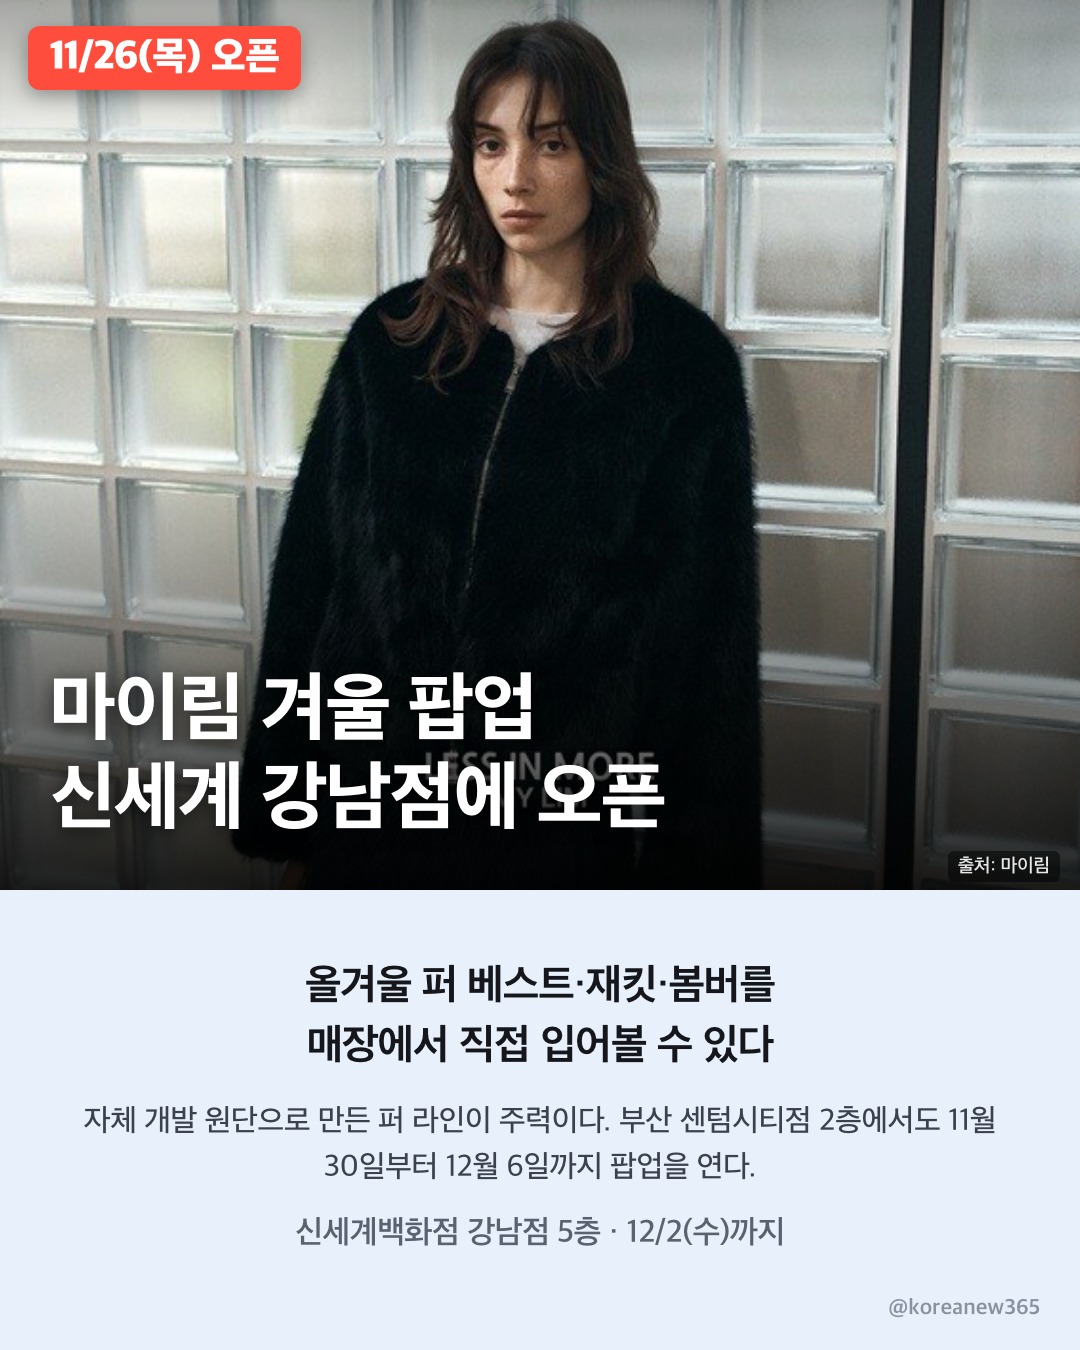 11/26(목) 오픈
LESS IN MORE
마이림 겨울 팝업
신세계 강남점에 오픈
출처: 마이림
올겨울 퍼 베스트·재킷·봄버를
매장에서 직접 입어볼 수 있다
자체 개발 원단으로 만든 퍼 라인이 주력이다. 부산 센텀시티점 2층에서도 11월
30일부터 12월 6일까지 팝업을 연다.
신세계백화점 강남점 5층 · 12/2(수)까지
@koreanew365